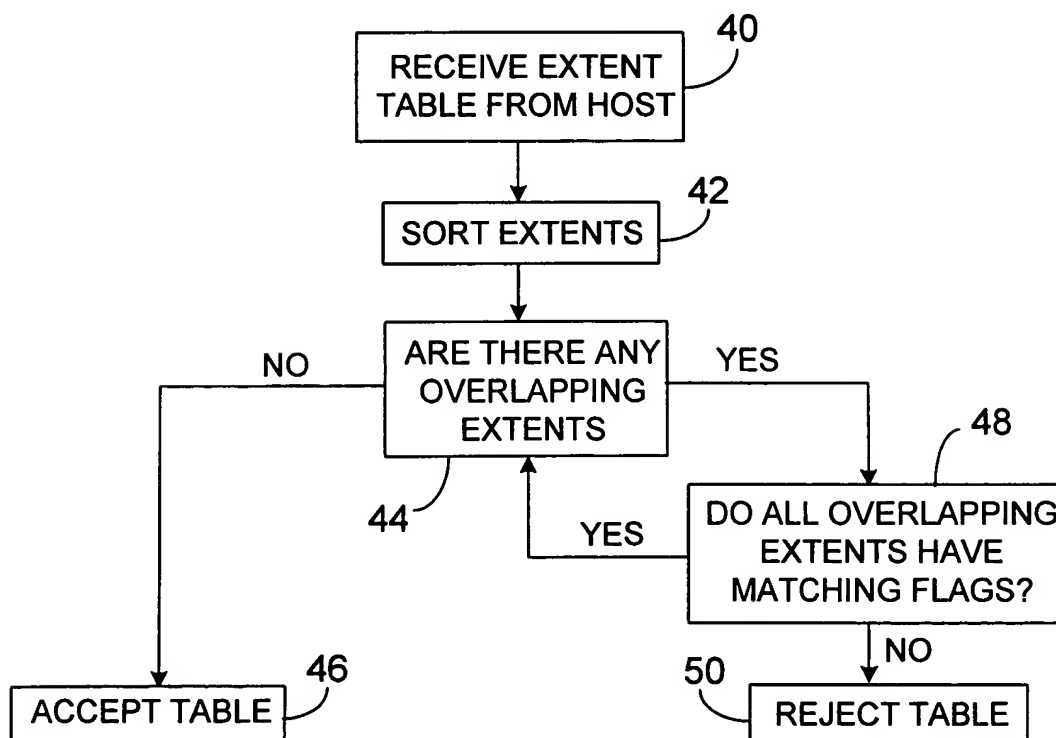 40
RECEIVE EXTENT
TABLE FROM HOST
42
SORT EXTENTS
NO
ARE THERE ANY
OVERLAPPING
EXTENTS
YES
44
48
YES
DO ALL OVERLAPPING
EXTENTS HAVE
MATCHING FLAGS?
NO
46
ACCEPT TABLE
50
REJECT TABLE